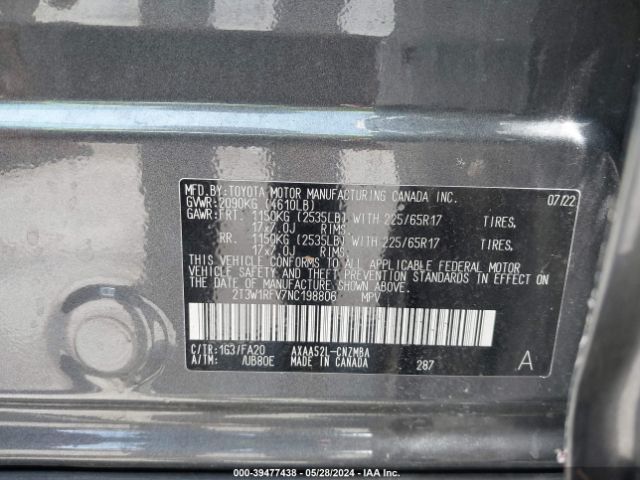 MFD.BY:TOYOTA MOTOR MANUFACTURING CANADA INC. 07/22
GVWR:2090KG (4610LB)
GAWR:FRT. 1150KG (2535LB) WITH 225/65R17 TIRES,
17x7.0J RIMS,
RR. 1150KG (2535LB) WITH 225/65R17 TIRES,
17x7.0J RIMS,
THIS VEHICLE CONFORMS TO ALL APPLICABLE FEDERAL MOTOR
VEHICLE SAFETY AND THEFT PREVENTION STANDARDS IN EFFECT ON
THE DATE OF MANUFACTURE SHOWN ABOVE.
2T3W1RFV7NC198806 MPV
C/TR:1G3/FA20 AXAA52L-CNZMBA
A/TM: /UB80E MADE IN CANADA 287 A
000-39477438 - 05/28/2024 - IAA Inc.